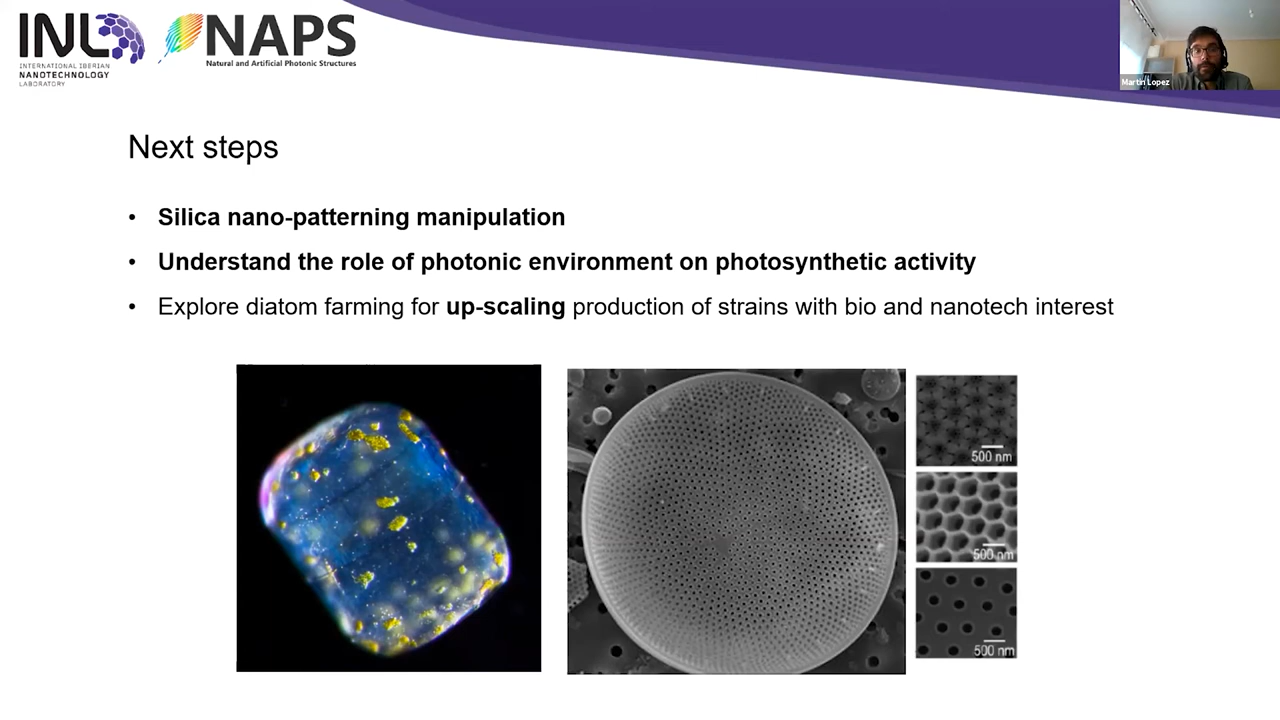 INL
INTERNATIONAL IBERIAN
NANOTECHNOLOGY
LABORATORY
NAPS
Natural and Artificial Photonic Structures
Martin Lopez
Next steps
• Silica nano-patterning manipulation
• Understand the role of photonic environment on photosynthetic activity
• Explore diatom farming for up-scaling production of strains with bio and nanotech interest
500 nm
500 nm
500 nm